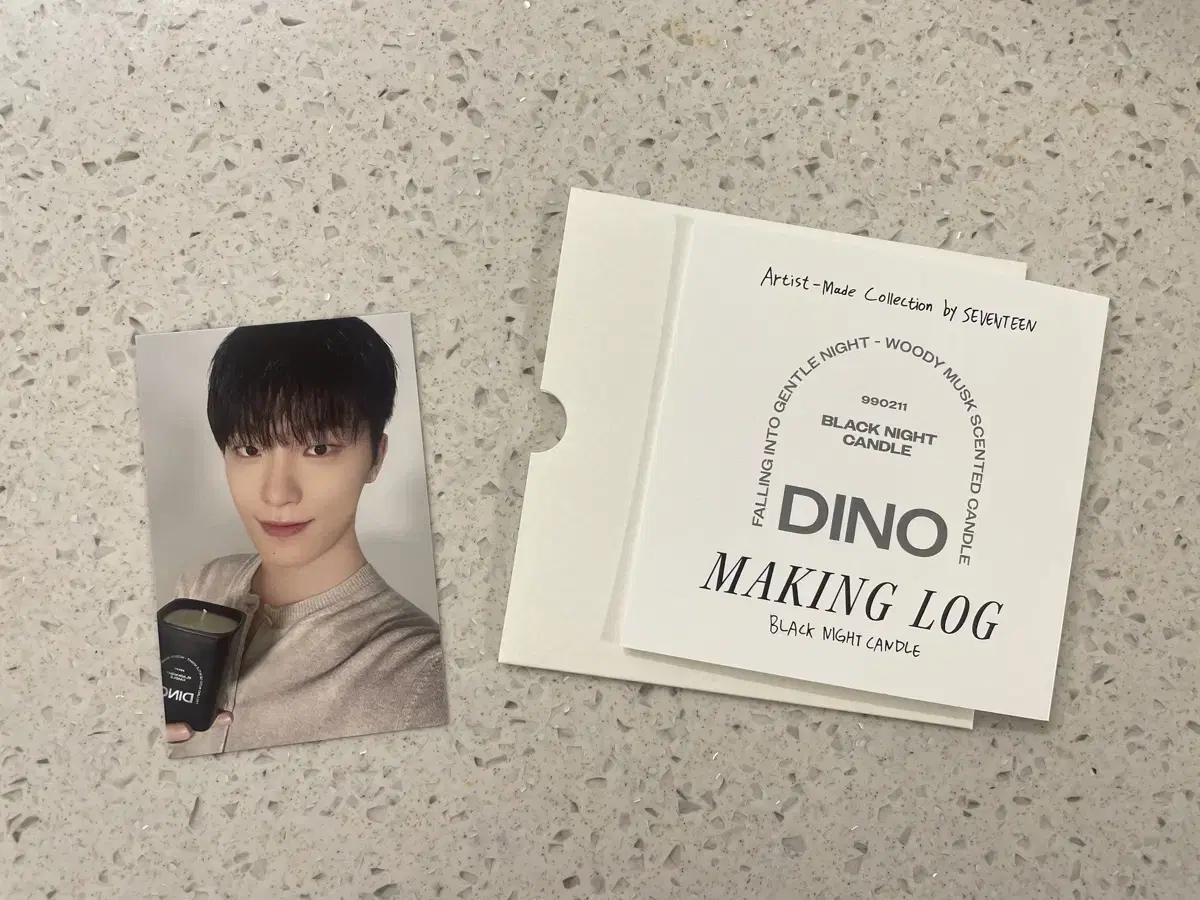 Artist-Made Collection by SEVENTEEN
FALLING INTO GENTLE NIGHT - WOODY MUSK SCENTED CANDLE
990211
BLACK NIGHT
CANDLE
DINO
MAKING LOG
BLACK NIGHT CANDLE
DINO